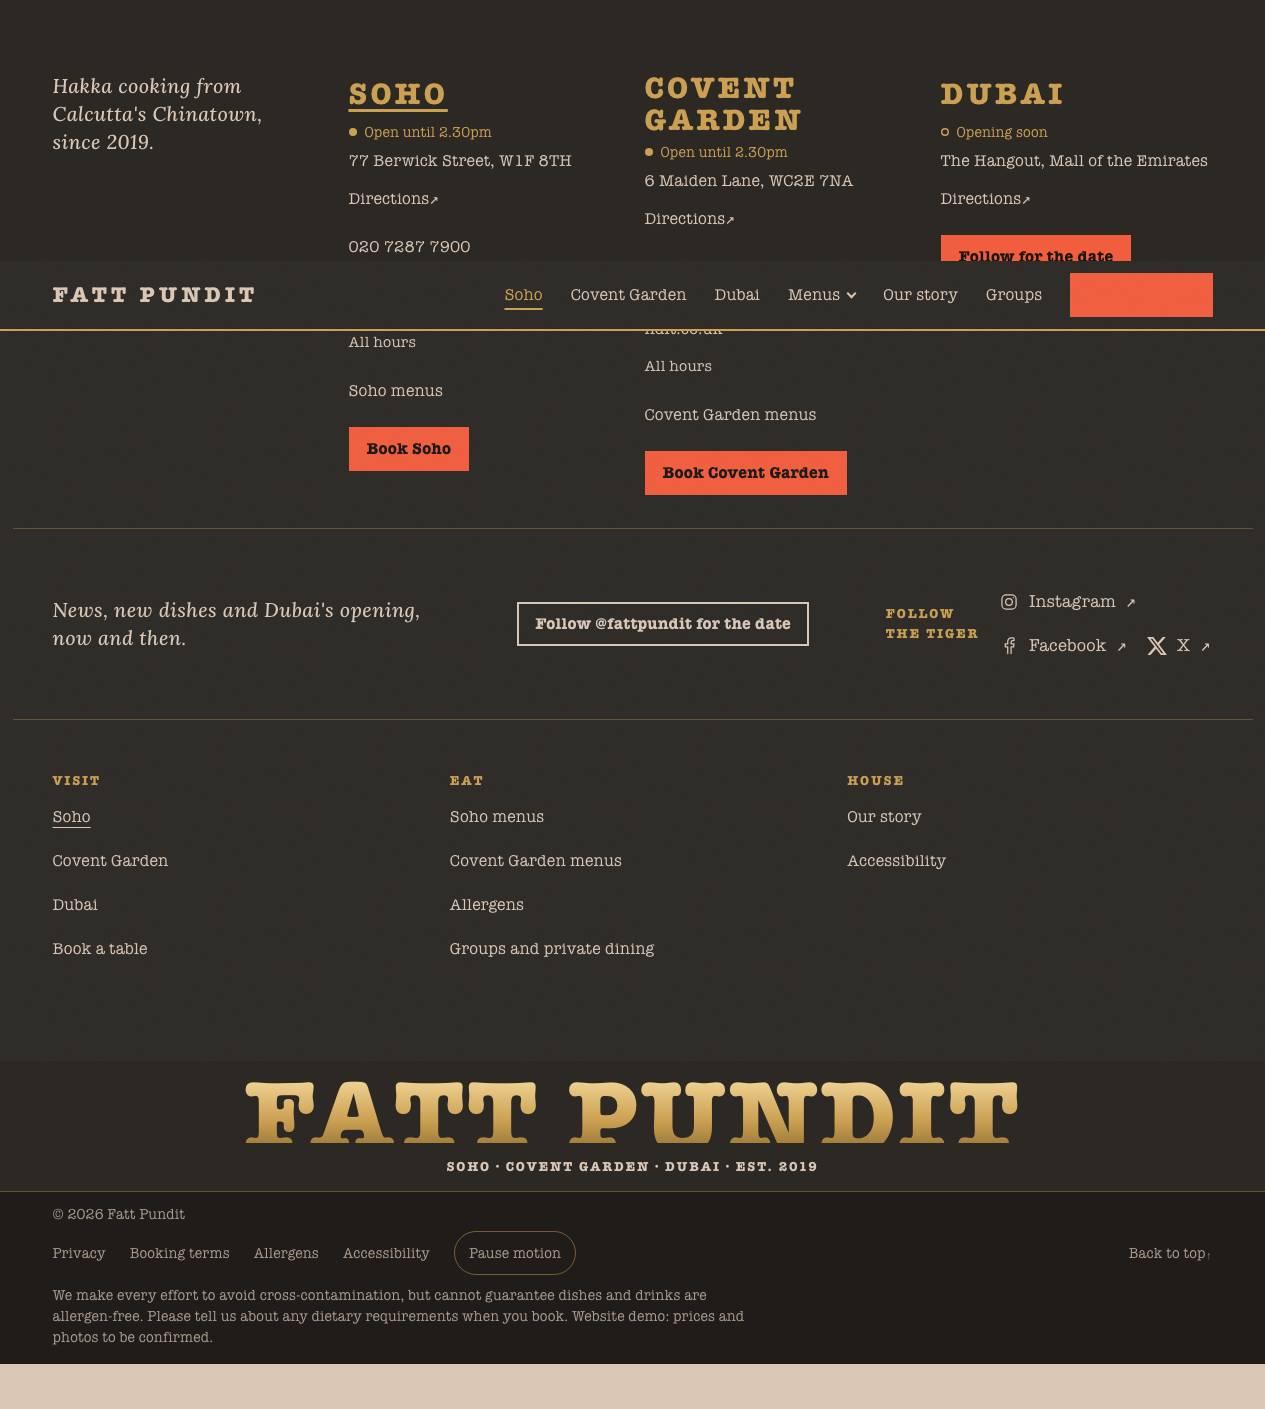 Hakka cooking from
Calcutta's Chinatown,
since 2019.
SOHO
Open until 2.30pm
77 Berwick Street, W1F 8TH
Directions↗
020 7287 7900
COVENT
GARDEN
Open until 2.30pm
6 Maiden Lane, WC2E 7NA
Directions↗
DUBAI
Opening soon
The Hangout, Mall of the Emirates
Directions↗
Follow for the date
FATT PUNDIT
Soho
Covent Garden
Dubai
Menus
Our story
Groups
All hours
Soho menus
Book Soho
All hours
Covent Garden menus
Book Covent Garden
News, new dishes and Dubai's opening,
now and then.
Follow @fattpundit for the date
FOLLOW
THE TIGER
Instagram ↗
Facebook ↗
X ↗
VISIT
Soho
Covent Garden
Dubai
Book a table
EAT
Soho menus
Covent Garden menus
Allergens
Groups and private dining
HOUSE
Our story
Accessibility
FATT PUNDIT
SOHO · COVENT GARDEN · DUBAI · EST. 2019
© 2026 Fatt Pundit
Privacy
Booking terms
Allergens
Accessibility
Pause motion
Back to top↑
We make every effort to avoid cross-contamination, but cannot guarantee dishes and drinks are
allergen-free. Please tell us about any dietary requirements when you book. Website demo: prices and
photos to be confirmed.